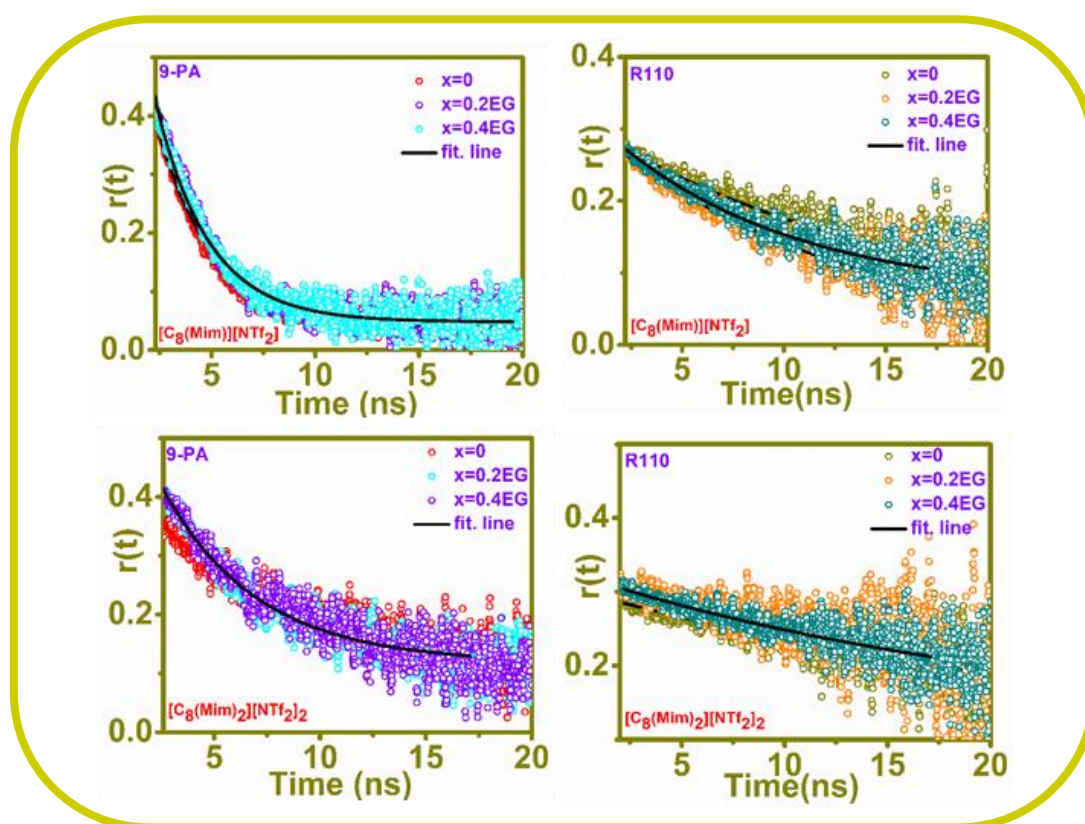 9-PA
x=0
x=0.2EG
x=0.4EG
fit. line
0.4
0.2
0.0
r(t)
[C₈(Mim)][NTf₂]
5 10 15 20
Time (ns)
R110
x=0
x=0.2EG
x=0.4EG
fit. line
0.4
0.2
0.0
r(t)
[C₈(Mim)][NTf₂]
5 10 15 20
Time(ns)
9-PA
x=0
x=0.2EG
x=0.4EG
fit. line
0.4
0.2
0.0
r(t)
[C₈(Mim)₂][NTf₂]₂
5 10 15 20
Time (ns)
R110
x=0
x=0.2EG
x=0.4EG
fit. line
0.4
0.2
r(t)
[C₈(Mim)₂][NTf₂]₂
5 10 15 20
Time(ns)